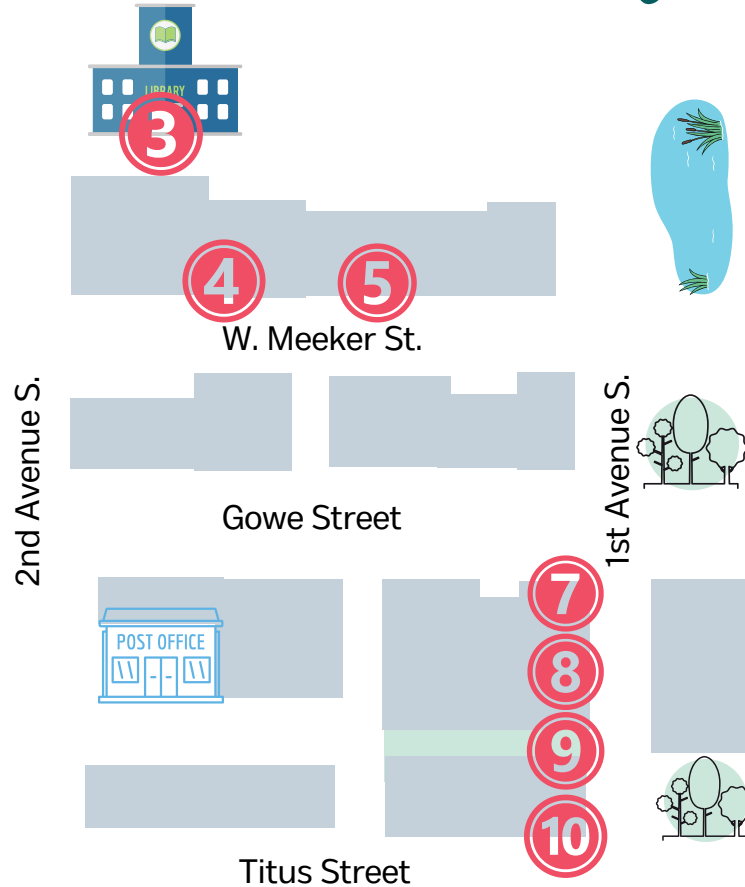 LIBRARY
3
4
5
W. Meeker St.
2nd Avenue S.
1st Avenue S.
Gowe Street
7
POST OFFICE
8
9
10
Titus Street